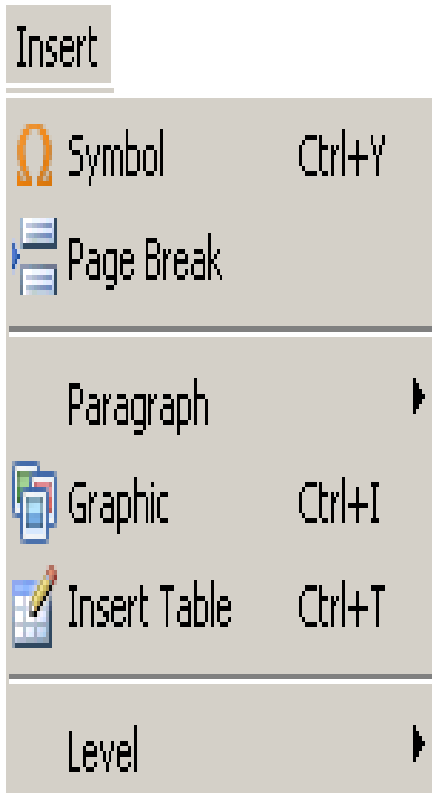 Insert
Symbol Ctrl+Y
Page Break
Paragraph
Graphic Ctrl+I
Insert Table Ctrl+T
Level